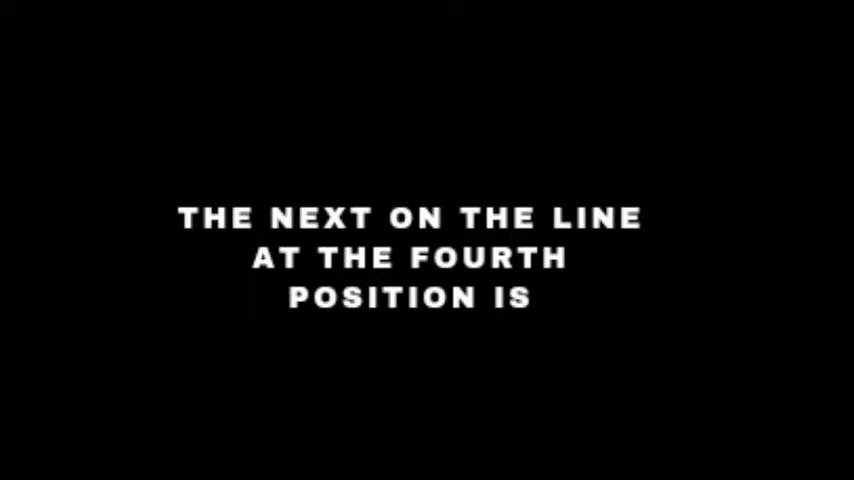 THE NEXT ON THE LINE
AT THE FOURTH
POSITION IS